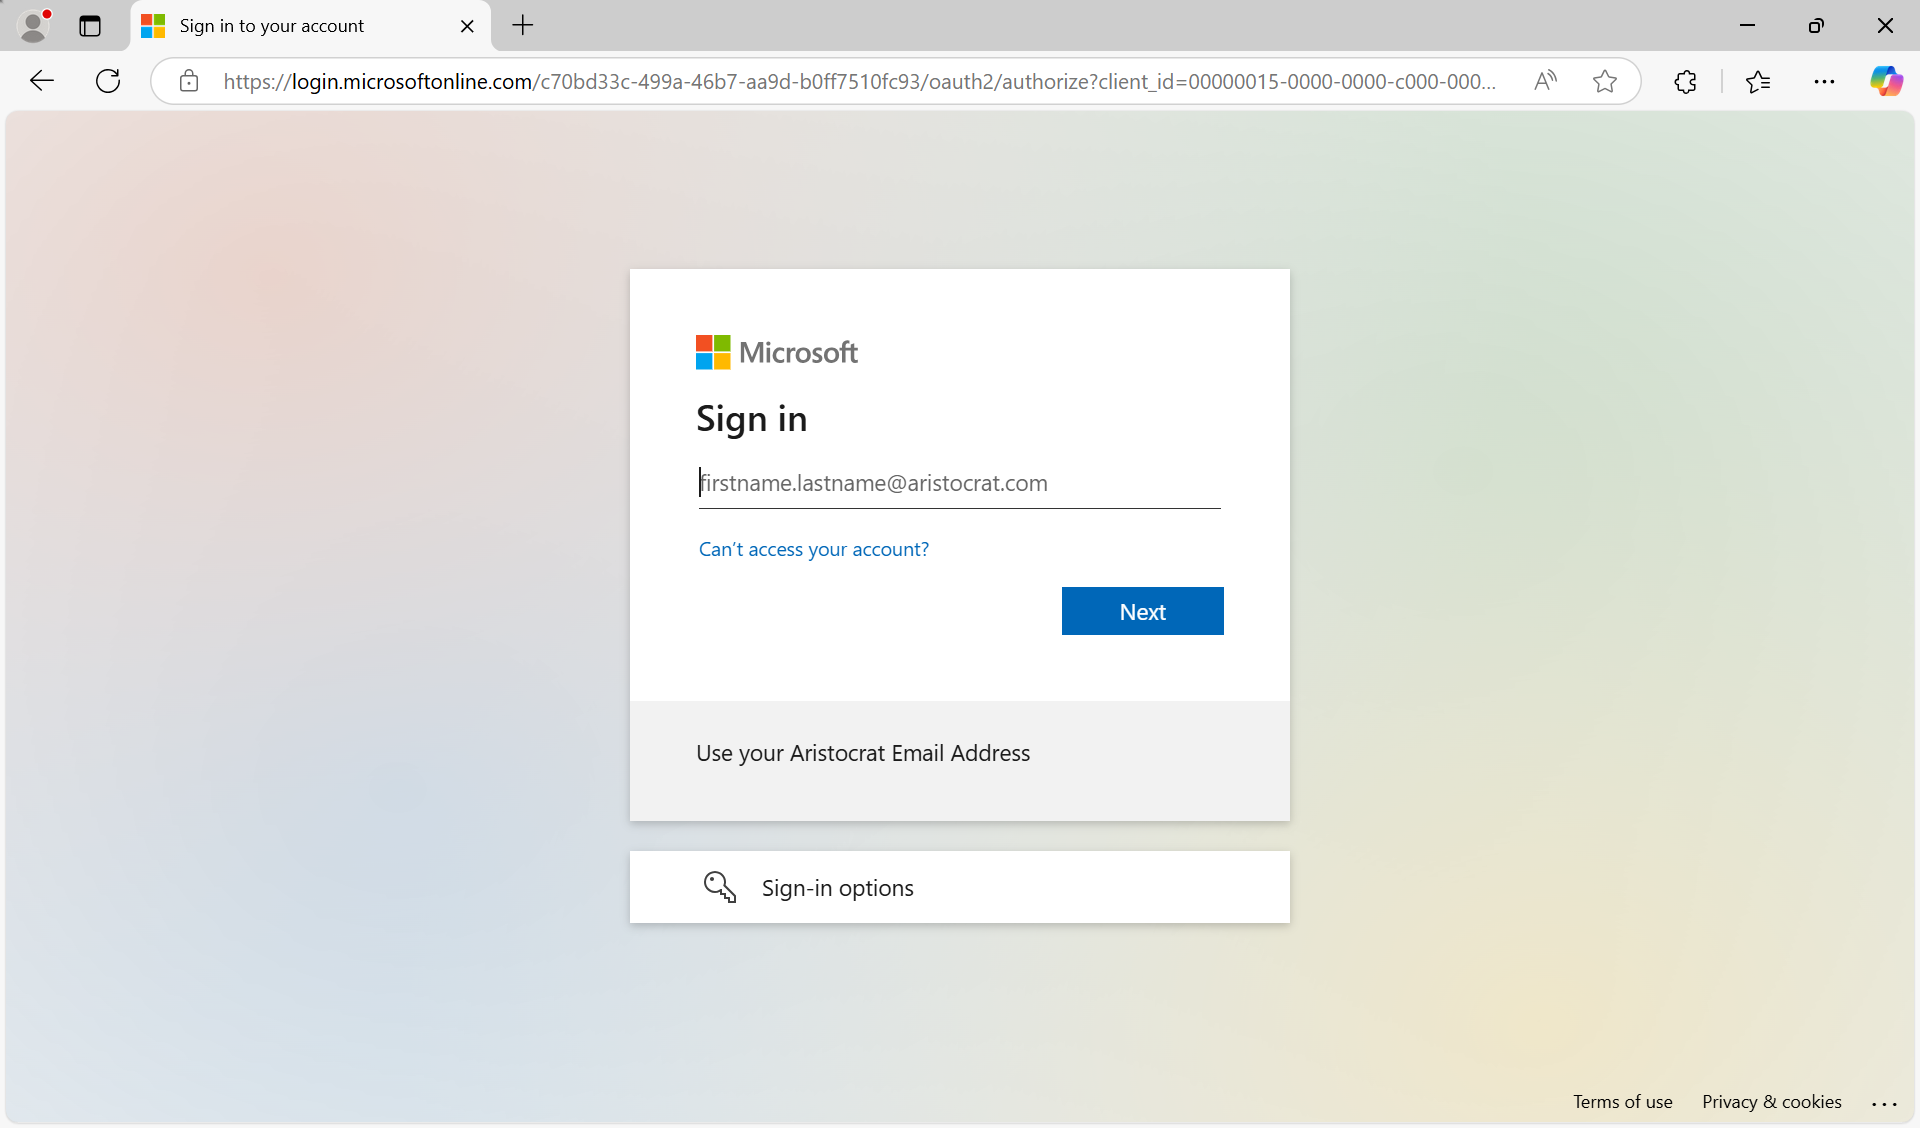 Sign in to your account
https://login.microsoftonline.com/c70bd33c-499a-46b7-aa9d-b0ff7510fc93/oauth2/authorize?client_id=00000015-0000-0000-c000-000...
Microsoft
Sign in
firstname.lastname@aristocrat.com
Can't access your account?
Next
Use your Aristocrat Email Address
Sign-in options
Terms of use Privacy & cookies ...